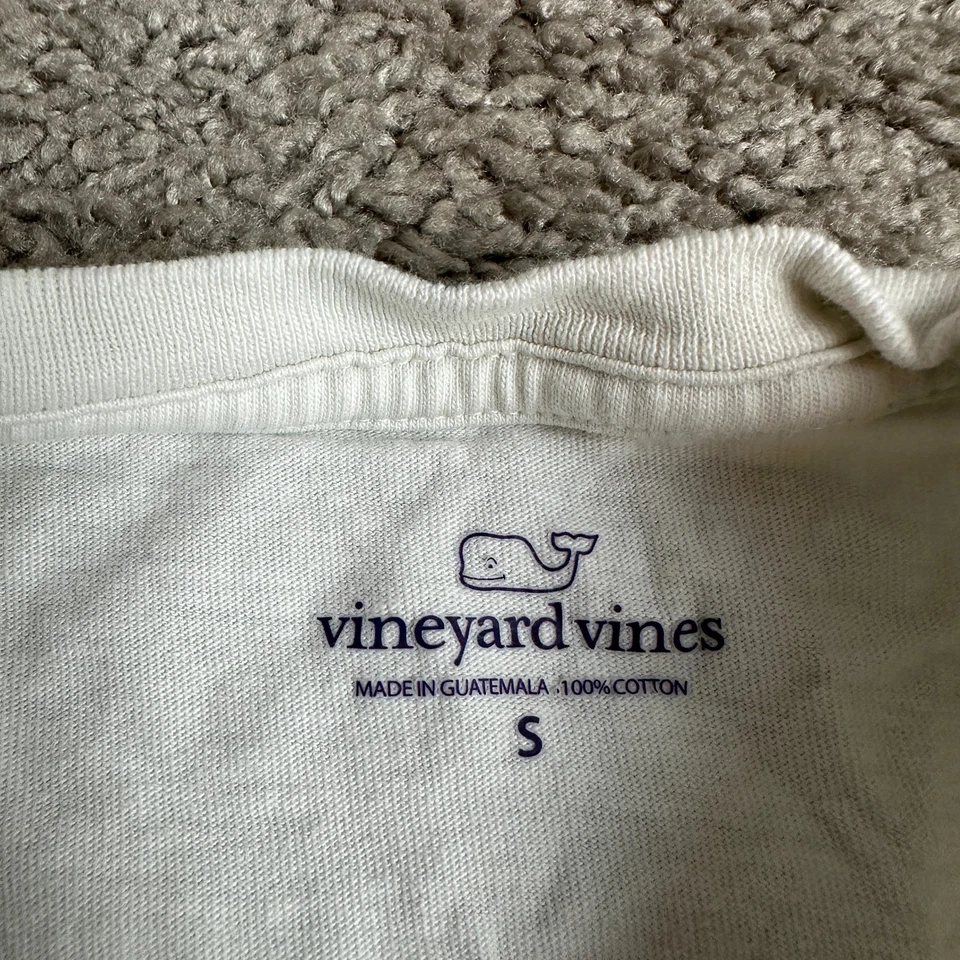 vineyard vines
MADE IN GUATEMALA .100% COTTON
S